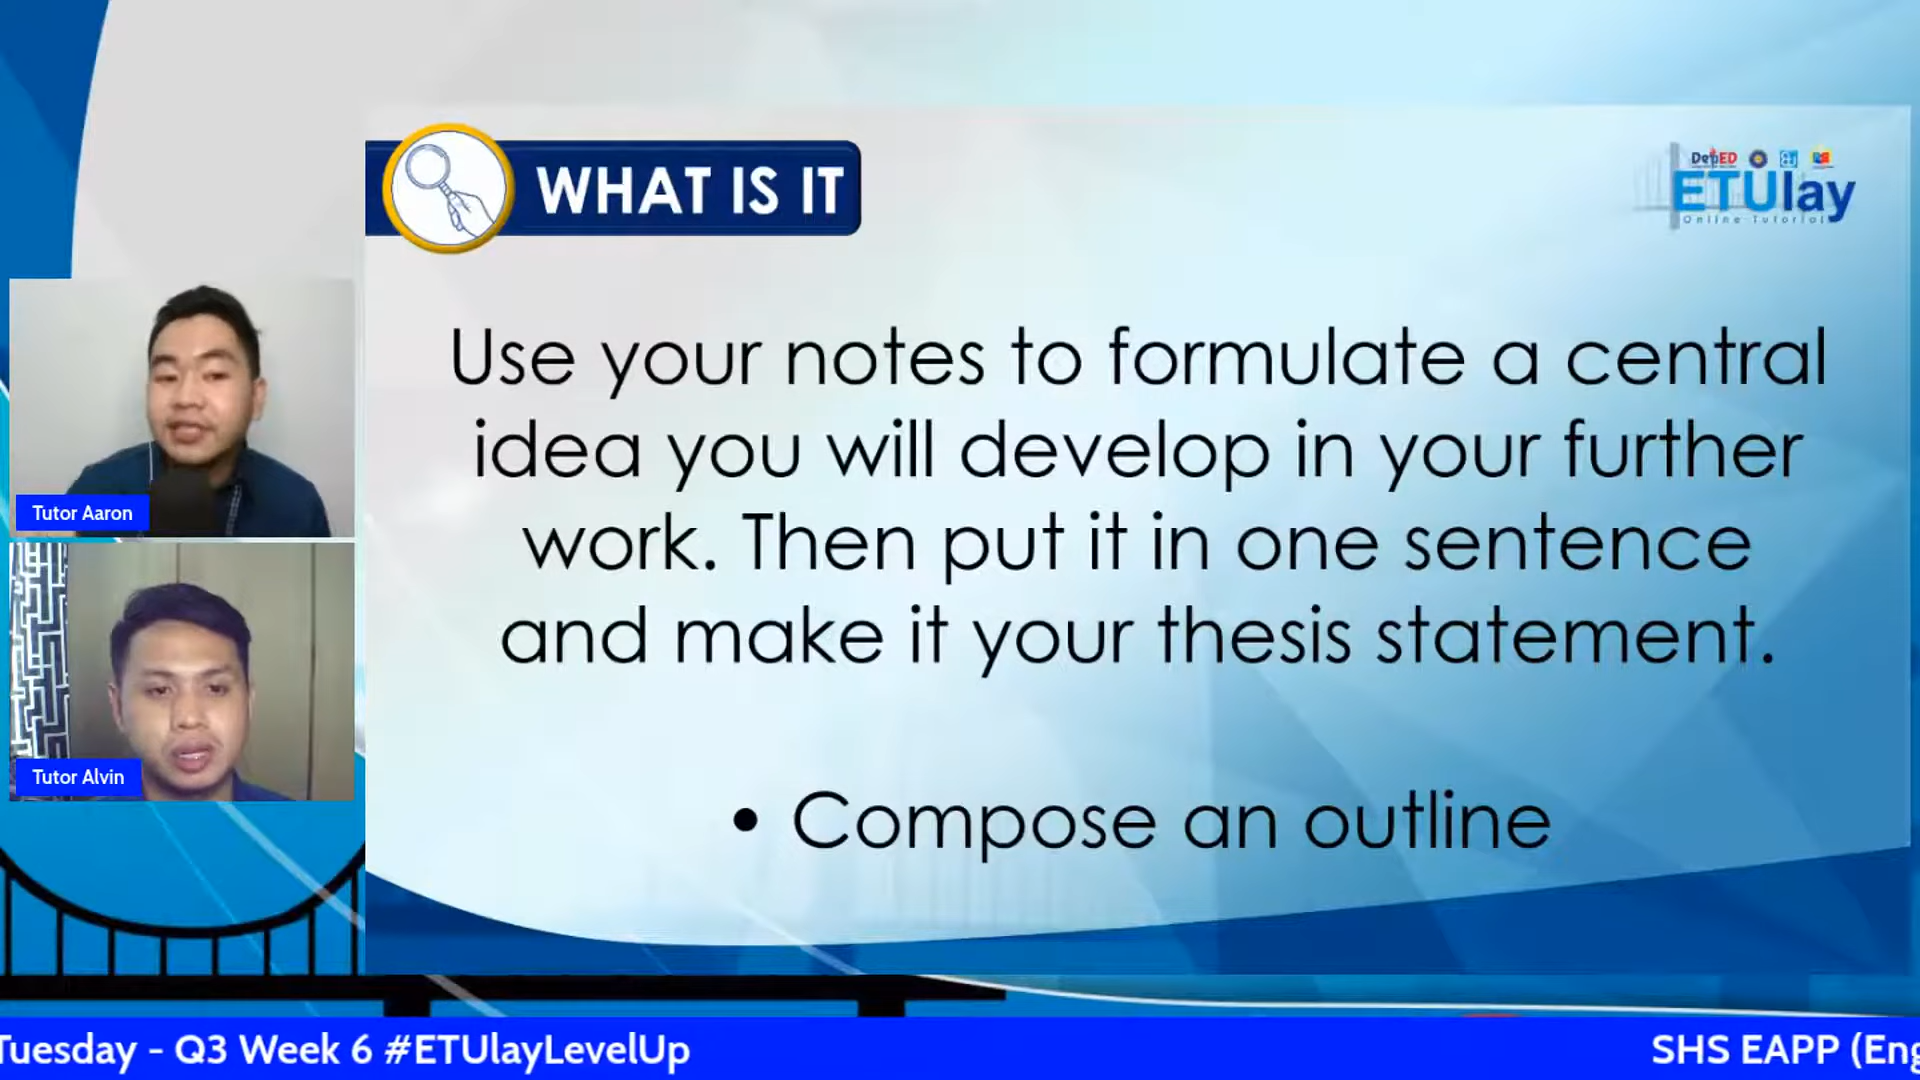 WHAT IS IT
DepED
ETUlay
Online Tutorial
Use your notes to formulate a central
idea you will develop in your further
work. Then put it in one sentence
and make it your thesis statement.
• Compose an outline
Tutor Aaron
Tutor Alvin
Tuesday - Q3 Week 6 #ETUlayLevelUp
SHS EAPP (Eng